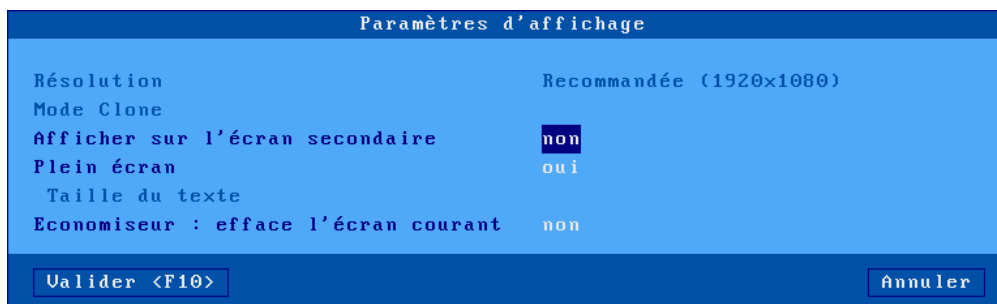 Paramètres d'affichage
Résolution Recommandée (1920x1080)
Mode Clone
Afficher sur l'écran secondaire non
Plein écran oui
Taille du texte
Economiseur : efface l'écran courant non
Valider <F10> Annuler